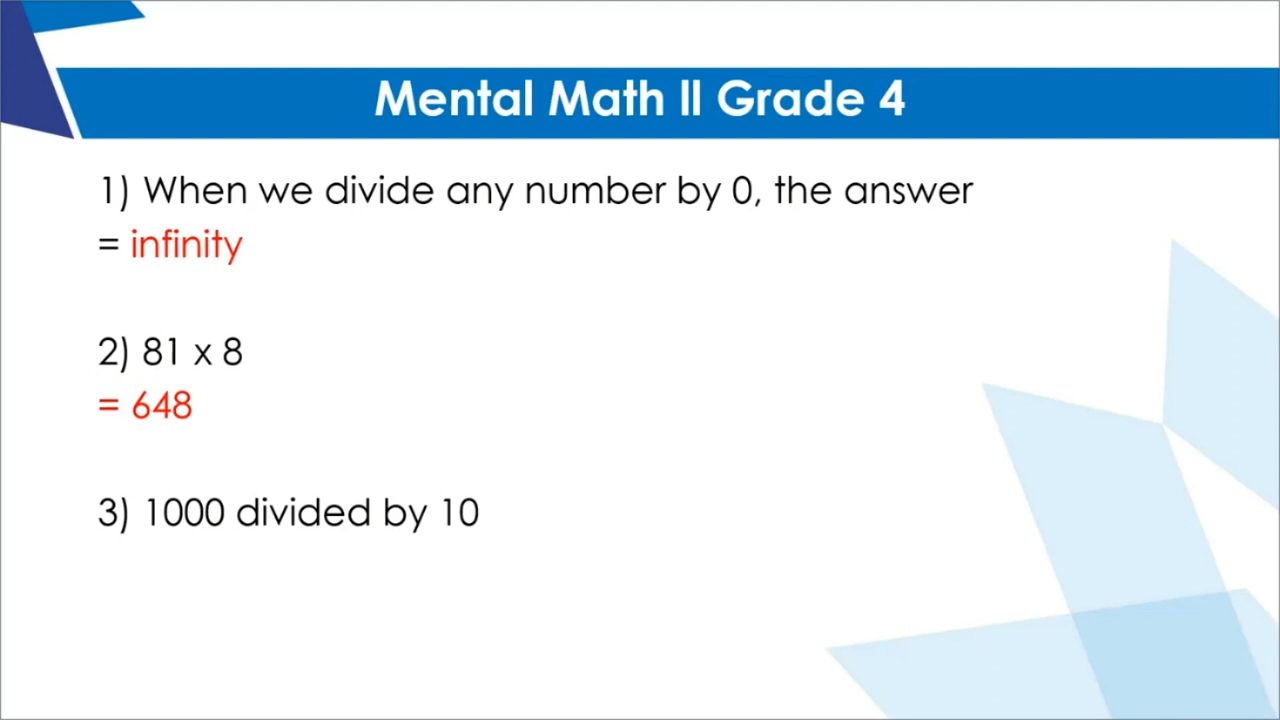 Mental Math ll Grade 4
1) When we divide any number by 0, the answer
= infinity
2) 81 x 8
= 648
3) 1000 divided by 10